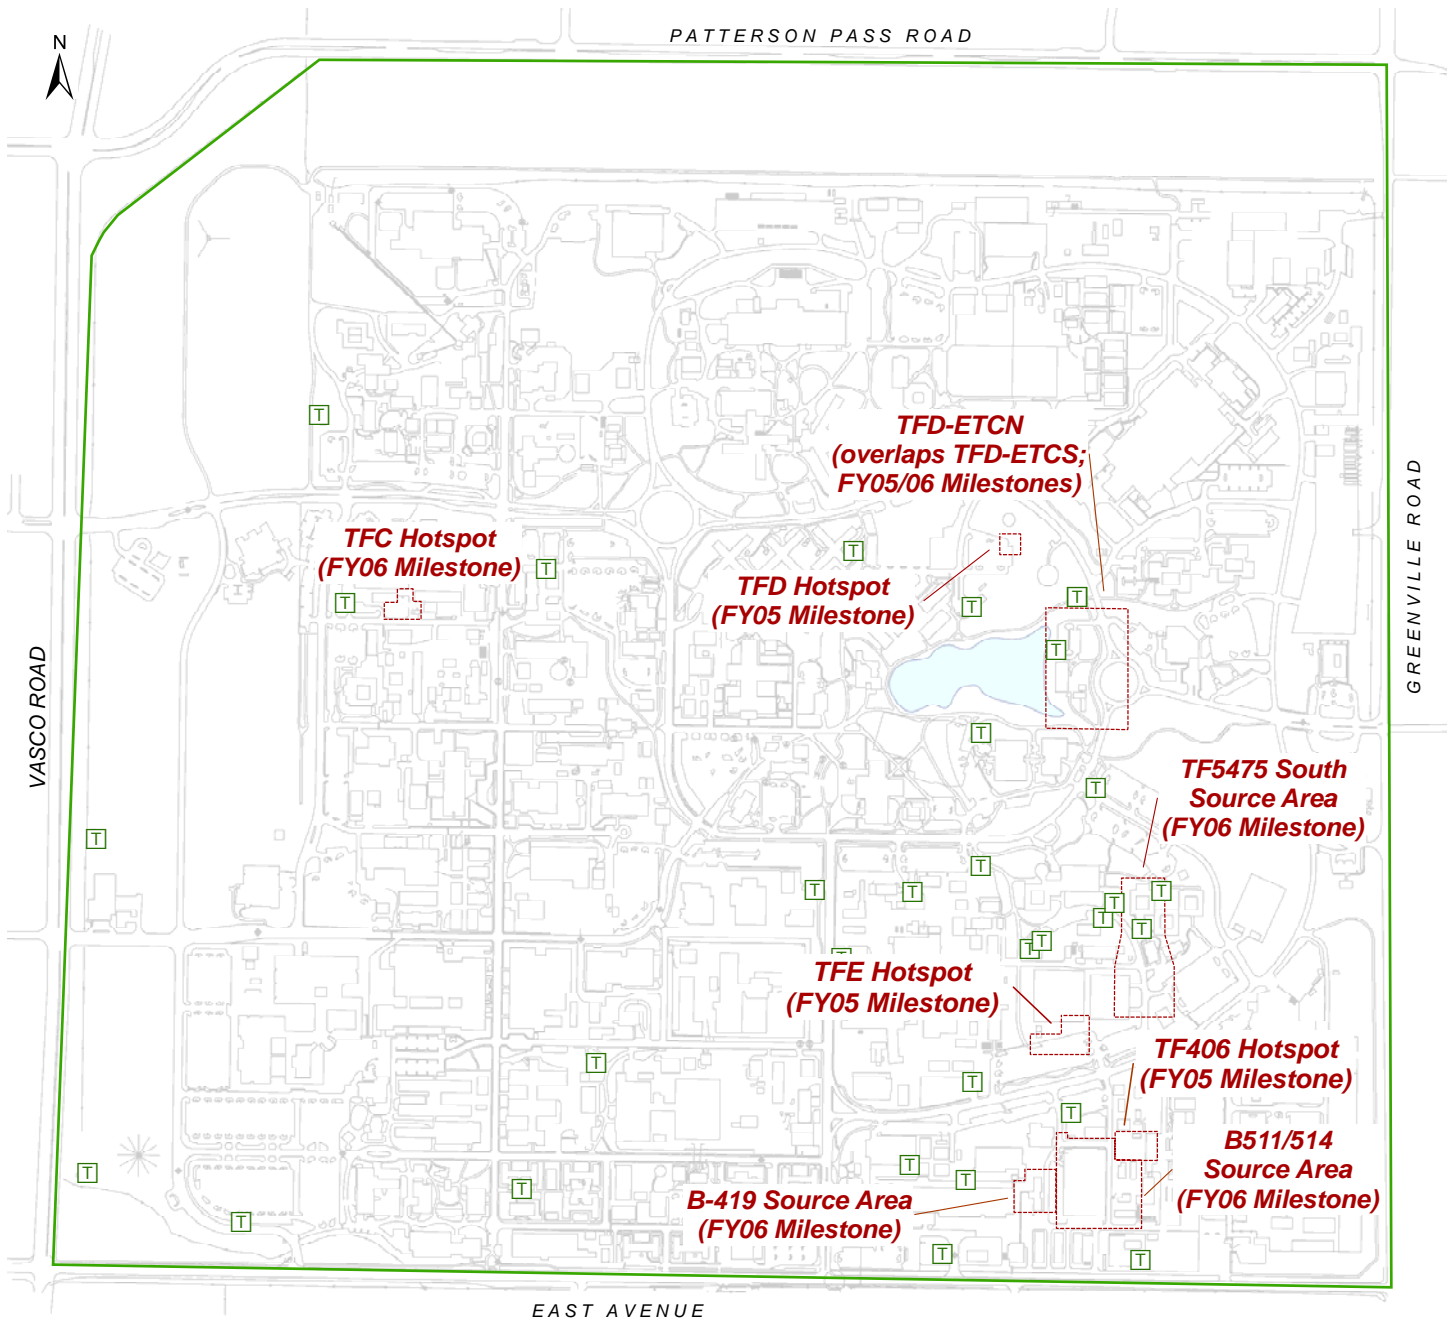 PATTERSON PASS ROAD
N
T
TFD-ETCN
(overlaps TFD-ETCS;
FY05/06 Milestones)
GREENVILLE ROAD
TFC Hotspot
(FY06 Milestone)
T
T
T
TFD Hotspot
(FY05 Milestone)
T
T
T
VASCO ROAD
T
TF5475 South
Source Area
(FY06 Milestone)
T
T
T
T
T
T
T
T
T
T
T
T
T
TFE Hotspot
(FY05 Milestone)
TF406 Hotspot
(FY05 Milestone)
T
T
T
B511/514
Source Area
(FY06 Milestone)
T
T
T
T
B-419 Source Area
(FY06 Milestone)
T
T
T
EAST AVENUE